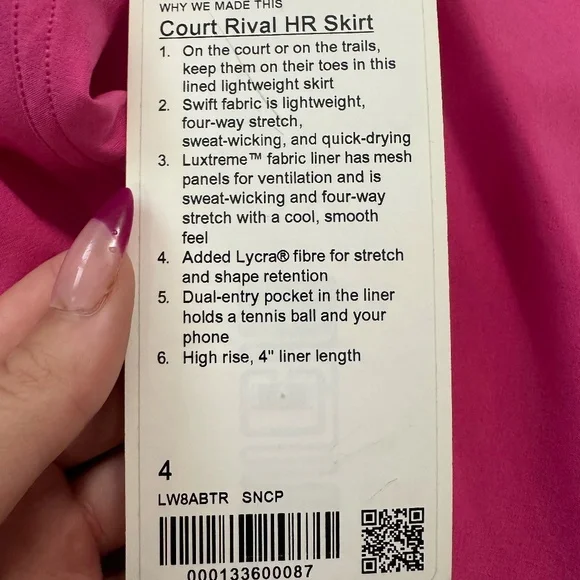 WHY WE MADE THIS
Court Rival HR Skirt
1. On the court or on the trails,
keep them on their toes in this
lined lightweight skirt
2. Swift fabric is lightweight,
four-way stretch,
sweat-wicking, and quick-drying
3. Luxtreme™ fabric liner has mesh
panels for ventilation and is
sweat-wicking and four-way
stretch with a cool, smooth
feel
4. Added Lycra® fibre for stretch
and shape retention
5. Dual-entry pocket in the liner
holds a tennis ball and your
phone
6. High rise, 4" liner length
4
LW8ABTR SNCP
000133600087